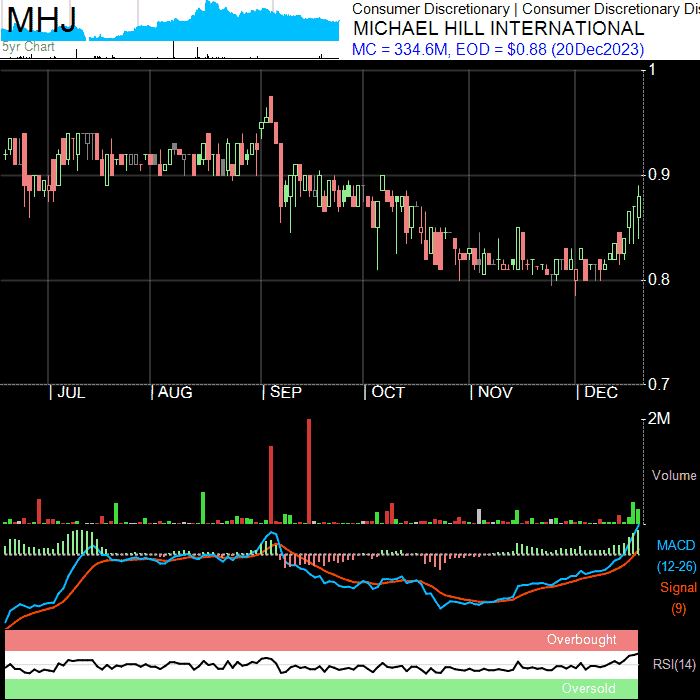 MHJ
5yr Chart
Consumer Discretionary | Consumer Discretionary Dis
MICHAEL HILL INTERNATIONAL
MC = 334.6M, EOD = $0.88 (20Dec2023)
1
0.9
0.8
0.7
JUL AUG SEP OCT NOV DEC
2M
Volume
MACD
(12-26)
Signal
(9)
Overbought
RSI(14)
Oversold